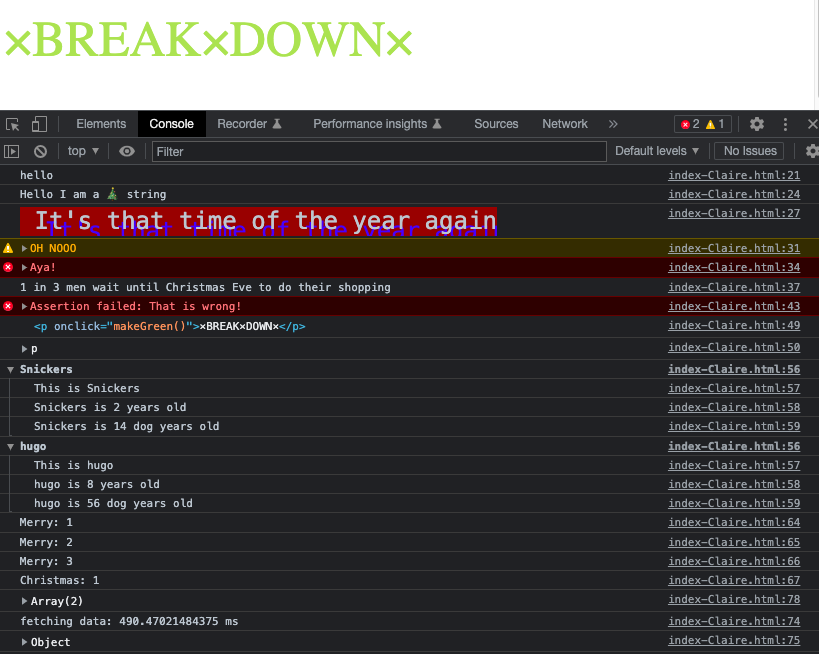 ×BREAK×DOWN×
Elements Console Recorder Performance insights Sources Network » 2 1
top ▼ Filter Default levels ▼ No Issues
hello index-Claire.html:21
Hello I am a 🎄 string index-Claire.html:24
It's that time of the year again index-Claire.html:27
OH NOOO index-Claire.html:31
Aya! index-Claire.html:34
1 in 3 men wait until Christmas Eve to do their shopping index-Claire.html:37
Assertion failed: That is wrong! index-Claire.html:43
<p onclick="makeGreen()">×BREAK×DOWN×</p> index-Claire.html:49
p index-Claire.html:50
Snickers index-Claire.html:56
This is Snickers index-Claire.html:57
Snickers is 2 years old index-Claire.html:58
Snickers is 14 dog years old index-Claire.html:59
hugo index-Claire.html:56
This is hugo index-Claire.html:57
hugo is 8 years old index-Claire.html:58
hugo is 56 dog years old index-Claire.html:59
Merry: 1 index-Claire.html:64
Merry: 2 index-Claire.html:65
Merry: 3 index-Claire.html:66
Christmas: 1 index-Claire.html:67
Array(2) index-Claire.html:78
fetching data: 490.47021484375 ms index-Claire.html:74
Object index-Claire.html:75